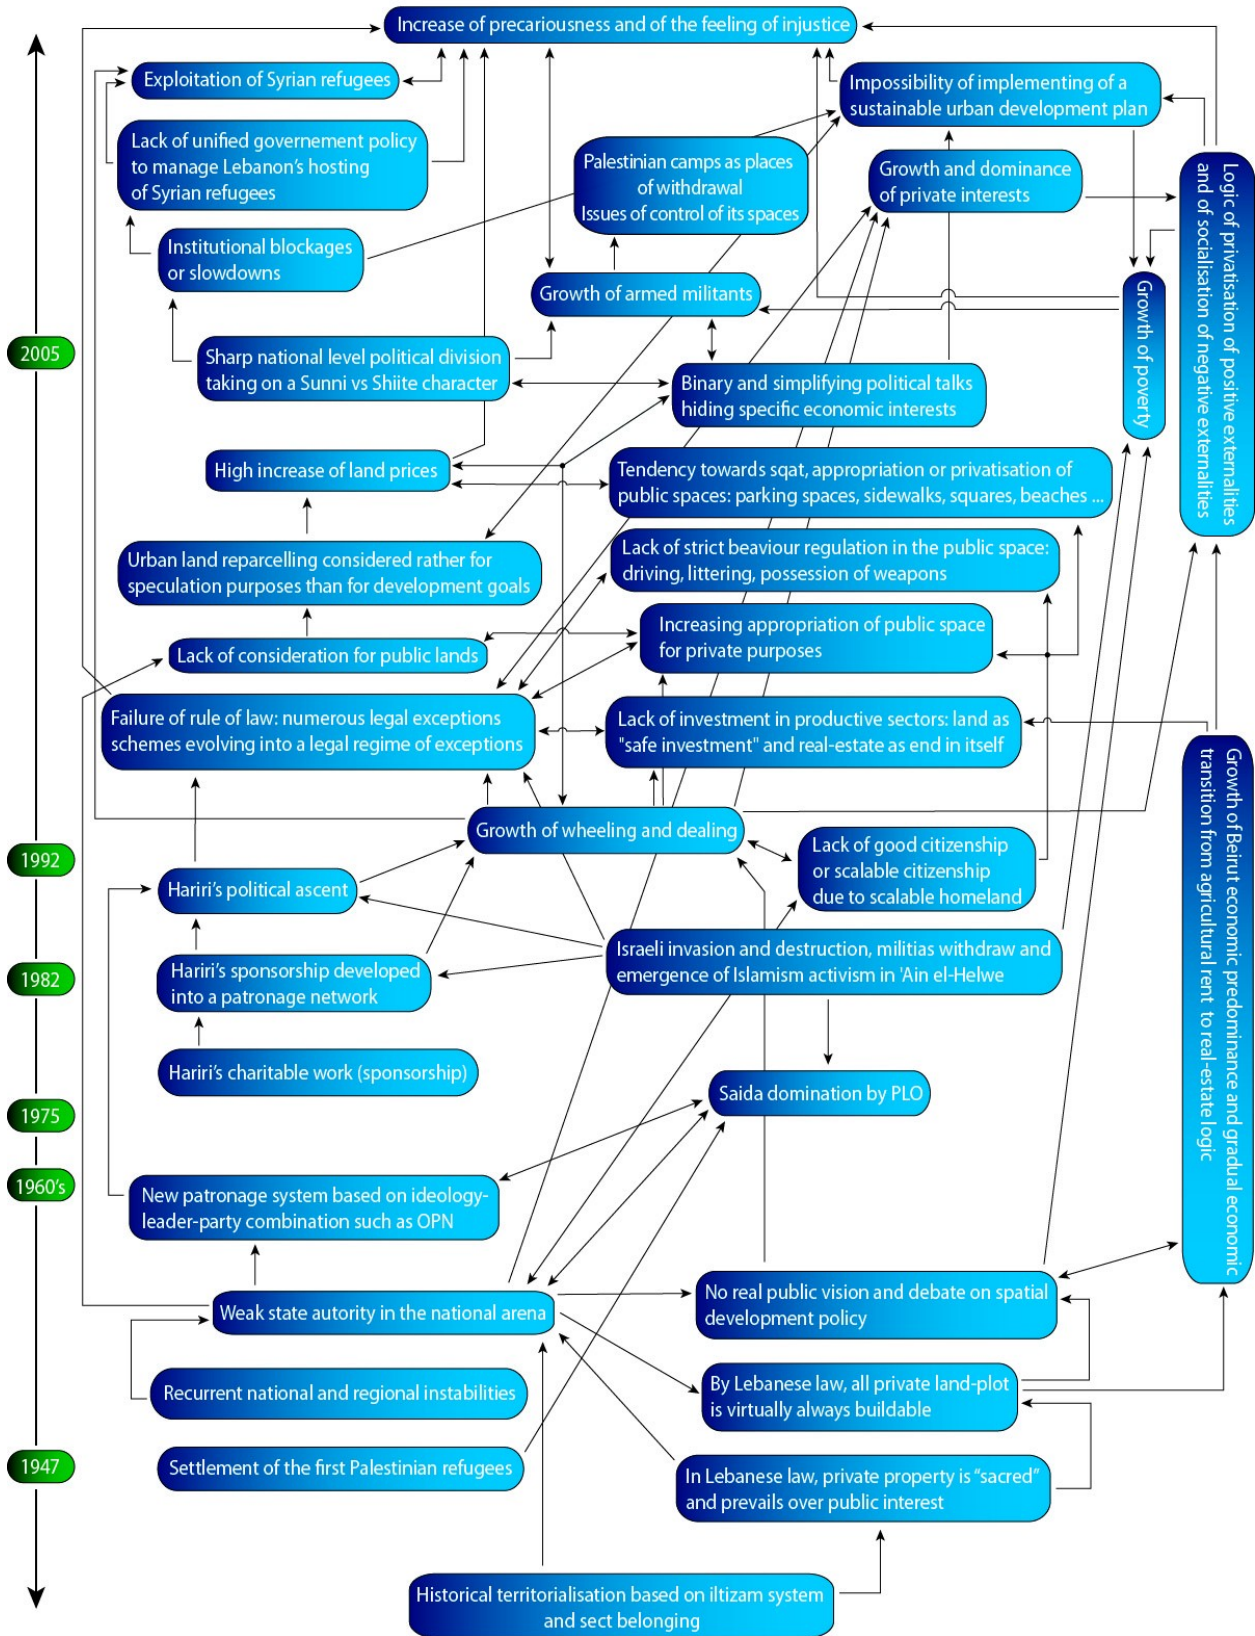 Increase of precariousness and of the feeling of injustice
Exploitation of Syrian refugees
Impossibility of implementing of a
sustainable urban development plan
Lack of unified governement policy
to manage Lebanon's hosting
of Syrian refugees
Palestinian camps as places
of withdrawal
Issues of control of its spaces
Growth and dominance
of private interests
Logic of privatisation of positive externalities
and of socialisation of negative externalities
Institutional blockages
or slowdowns
Growth of armed militants
Growth of poverty
2005
Sharp national level political division
taking on a Sunni vs Shiite character
Binary and simplifying political talks
hiding specific economic interests
High increase of land prices
Tendency towards sqat, appropriation or privatisation of
public spaces: parking spaces, sidewalks, squares, beaches ...
Urban land reparcelling considered rather for
speculation purposes than for development goals
Lack of strict beaviour regulation in the public space:
driving, littering, possession of weapons
Increasing appropriation of public space
for private purposes
Lack of consideration for public lands
Failure of rule of law: numerous legal exceptions
schemes evolving into a legal regime of exceptions
Lack of investment in productive sectors: land as
"safe investment" and real-estate as end in itself
Growth of Beirut economic predominance and gradual economic
transition from agricultural rent to real-estate logic
Growth of wheeling and dealing
1992
Lack of good citizenship
or scalable citizenship
due to scalable homeland
Hariri's political ascent
Israeli invasion and destruction, militias withdraw and
emergence of Islamism activism in 'Ain el-Helwe
1982
Hariri's sponsorship developed
into a patronage network
Hariri's charitable work (sponsorship)
Saida domination by PLO
1975
1960's
New patronage system based on ideology-
leader-party combination such as OPN
No real public vision and debate on spatial
development policy
Weak state autority in the national arena
Recurrent national and regional instabilities
By Lebanese law, all private land-plot
is virtually always buildable
1947
Settlement of the first Palestinian refugees
In Lebanese law, private property is “sacred”
and prevails over public interest
Historical territorialisation based on iltizam system
and sect belonging